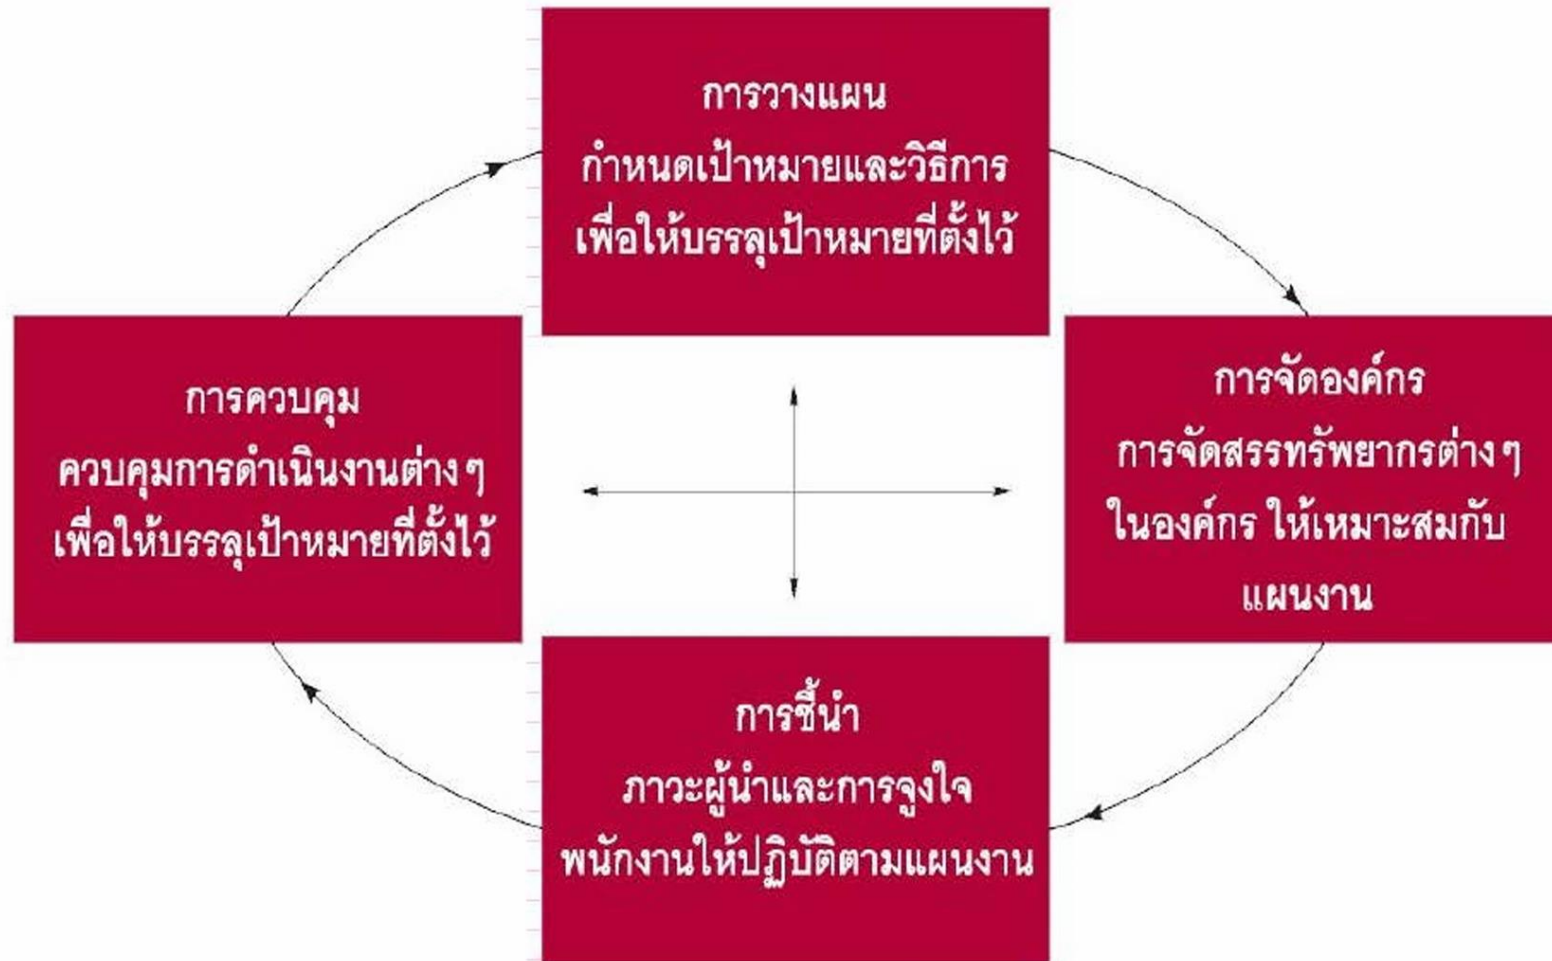 การวางแผน
กำหนดเป้าหมายและวิธีการ
เพื่อให้บรรลุเป้าหมายที่ตั้งไว้
การจัดองค์กร
การจัดสรรทรัพยากรต่างๆ
ในองค์กร ให้เหมาะสมกับ
แผนงาน
การชี้นำ
ภาวะผู้นำและการจูงใจ
พนักงานให้ปฏิบัติตามแผนงาน
การควบคุม
ควบคุมการดำเนินงานต่างๆ
เพื่อให้บรรลุเป้าหมายที่ตั้งไว้